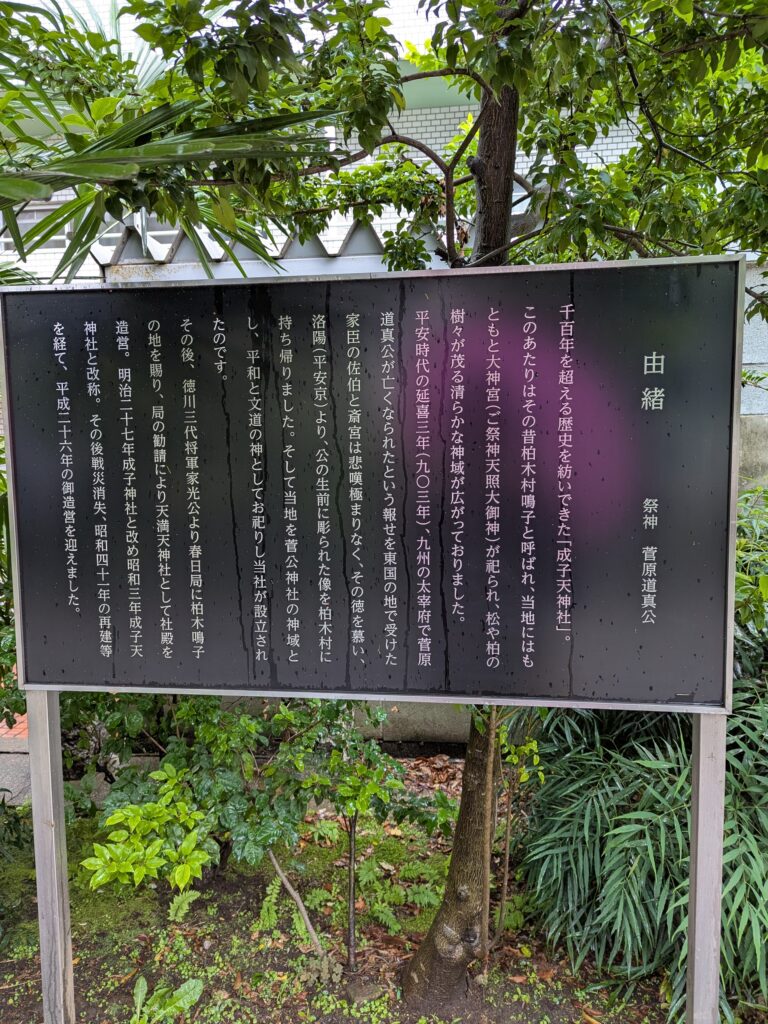 由緒
祭神　菅原道真公
千百年を超える歴史を紡いできた「成子天神社」。
このあたりはその昔柏木村鳴子と呼ばれ、当地にはも
ともと大神宮（ご祭神天照大御神）が祀られ、松や柏の
樹々が茂る清らかな神域が広がっておりました。
平安時代の延喜三年（九〇三年）、九州の太宰府で菅原
道真公が亡くなられたという報せを東国の地で受けた
家臣の佐伯と斎宮は悲嘆極まりなく、その徳を慕い、
洛陽（平安京）より、公の生前に彫られた像を柏木村に
持ち帰りました。そして当地を菅公神社の神域と
し、平和と文道の神としてお祀りし当社が設立され
たのです。
その後、徳川三代将軍家光公より春日局に柏木鳴子
の地を賜り、局の勧請により天満天神社として社殿を
造営。明治二十七年成子神社と改め昭和三年成子天
神社と改称。その後戦災消失、昭和四十一年の再建等
を経て、平成二十六年の御造営を迎えました。